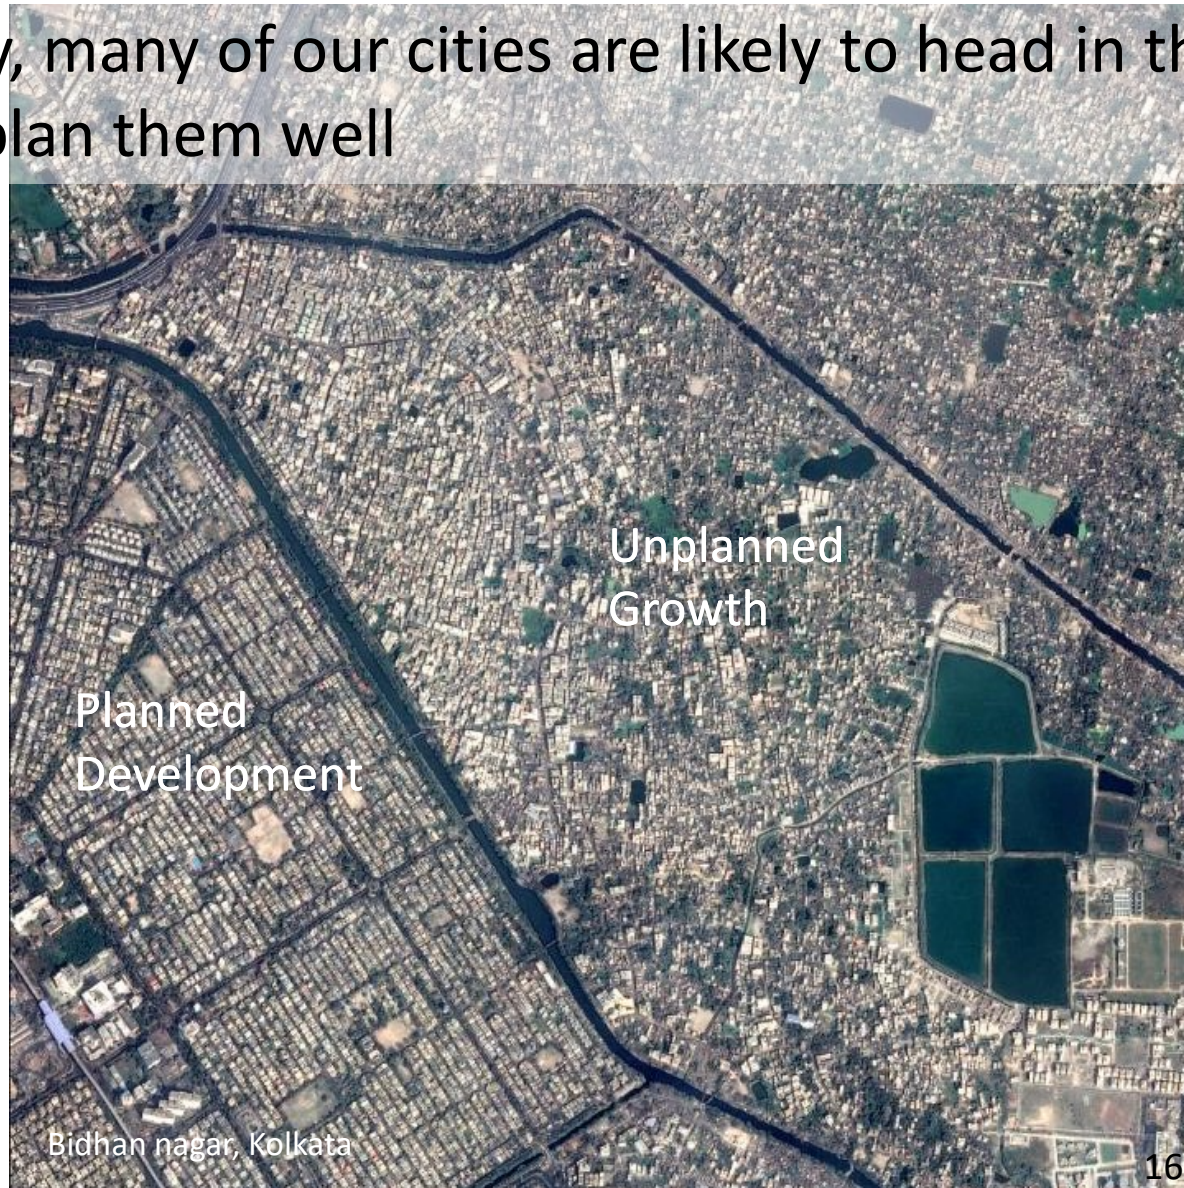 , many of our cities are likely to head in
plan them well
Unplanned
Growth
Planned
Development
Bidhan nagar, Kolkata
16